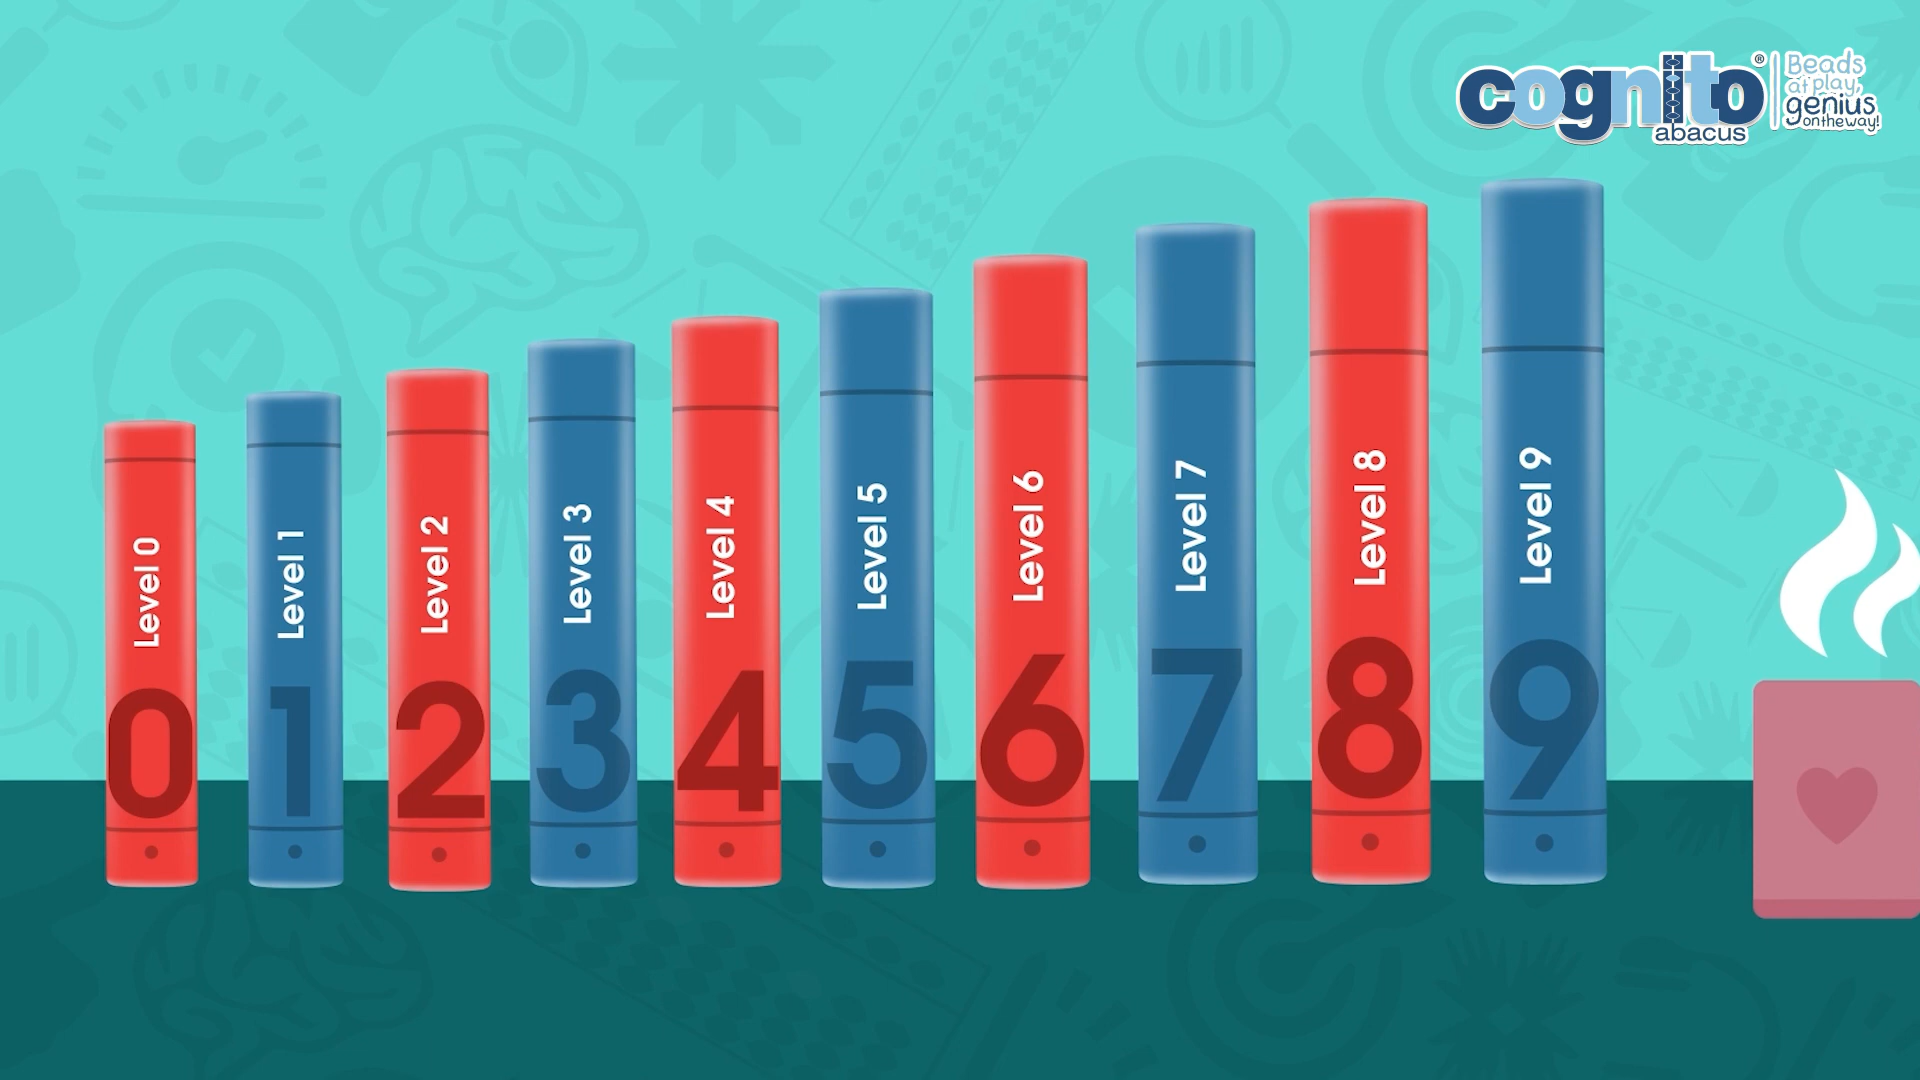 cognito®
abacus
Beads
at play,
genius
on the way!
Level 0
Level 1
Level 2
Level 3
Level 4
Level 5
Level 6
Level 7
Level 8
Level 9
0
1
2
3
4
5
6
7
8
9